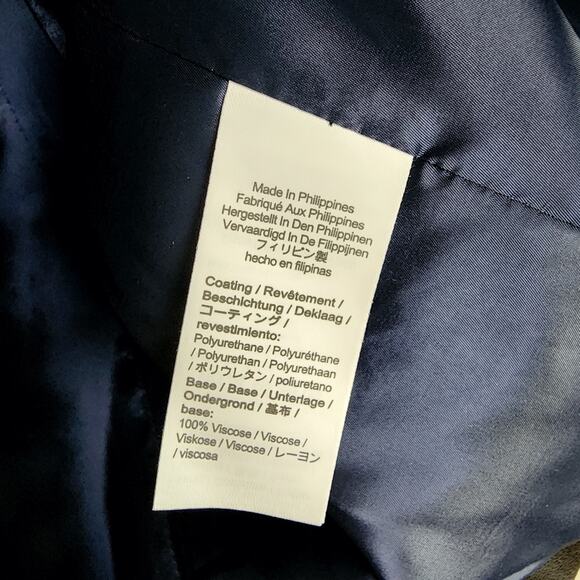 Made In Philippines
Fabriqué Aux Philippines
Hergestellt In Den Philippinen
Vervaardigd In De Filippijnen
フィリピン製
hecho en filipinas
Coating / Revêtement /
Beschichtung / Deklaag /
コーティング /
revestimiento:
Polyurethane / Polyuréthane
/ Polyurethan / Polyurethaan
/ ポリウレタン / poliuretano
Base / Base / Unterlage /
Ondergrond / 基布 /
base:
100% Viscose / Viscose /
Viskose / Viscose / レーヨン
/ viscosa